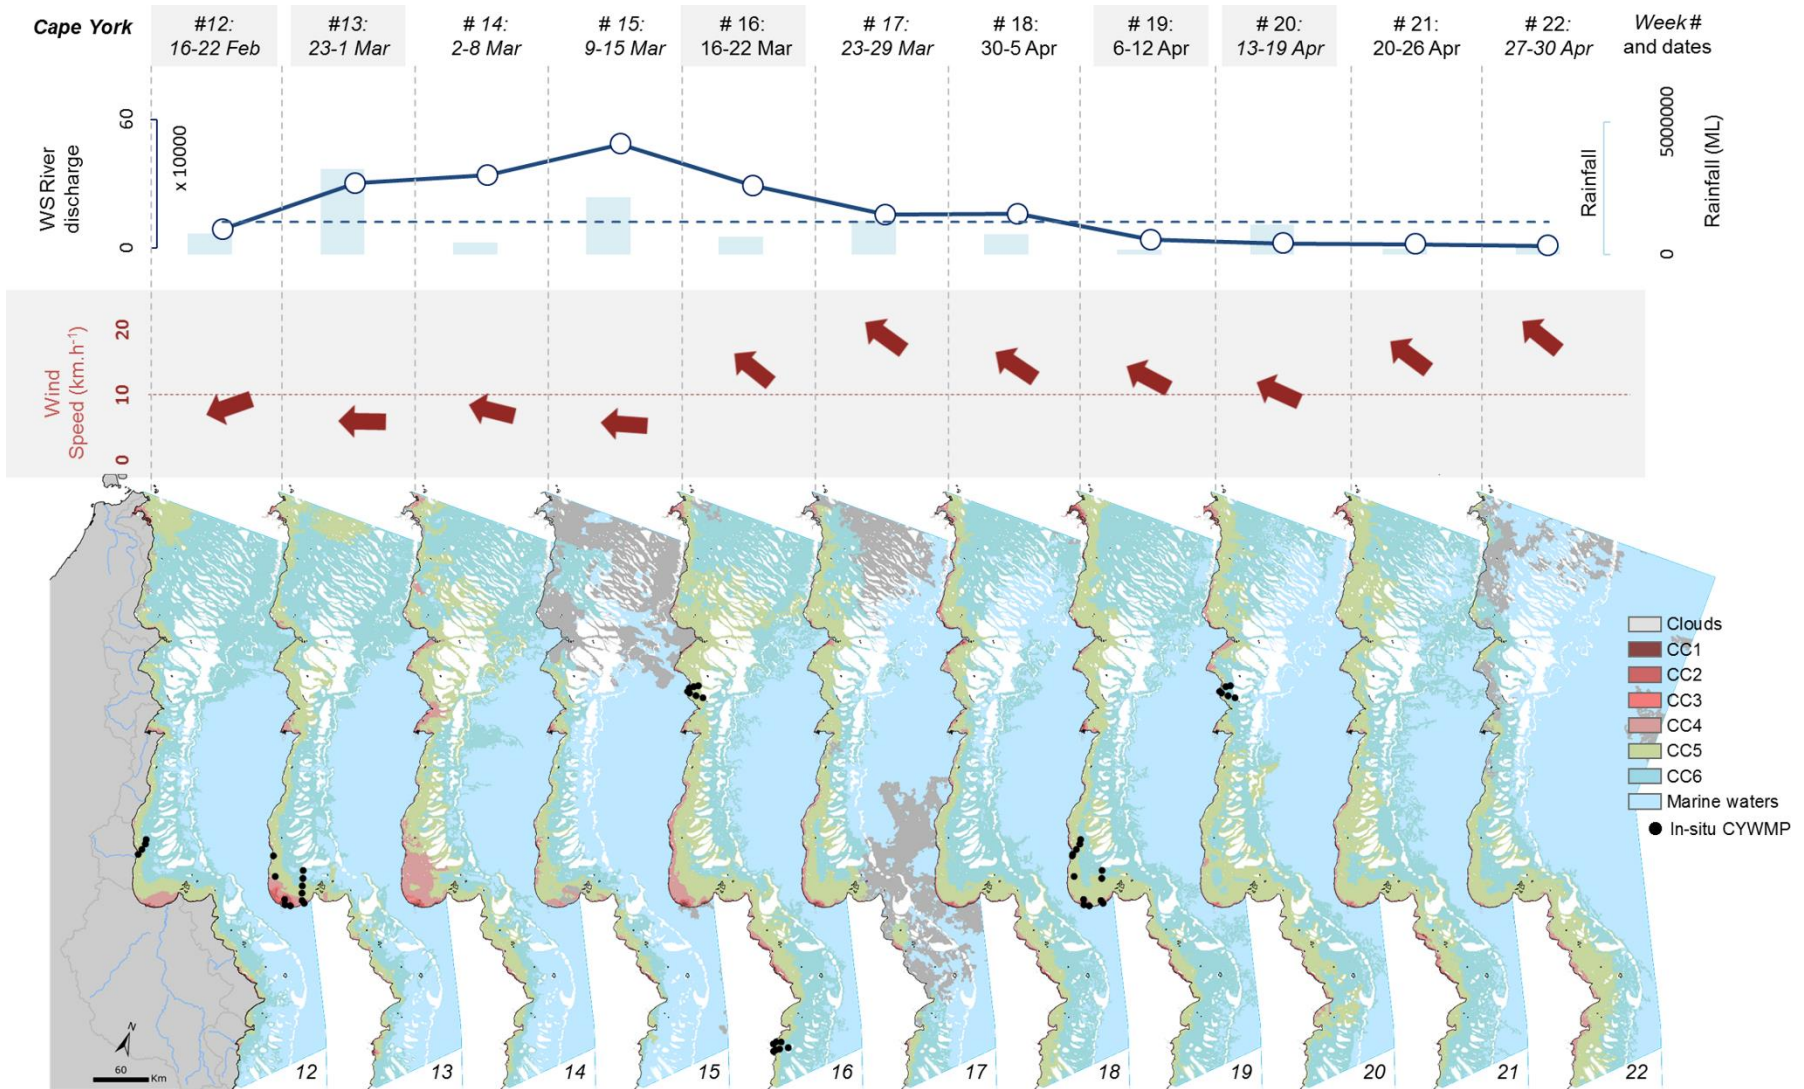 Cape York
#12:
16-22 Feb
#13:
23-1 Mar
# 14:
2-8 Mar
# 15:
9-15 Mar
# 16:
16-22 Mar
# 17:
23-29 Mar
# 18:
30-5 Apr
# 19:
6-12 Apr
# 20:
13-19 Apr
# 21:
20-26 Apr
# 22:
27-30 Apr
Week #
and dates
WS River
discharge
60
0
x 10000
Rainfall
5000000
0
Rainfall (ML)
Wind
Speed (km.h-1)
20
10
0
Clouds
CC1
CC2
CC3
CC4
CC5
CC6
Marine waters
In-situ CYWMP
N
60 Km
12
13
14
15
16
17
18
19
20
21
22